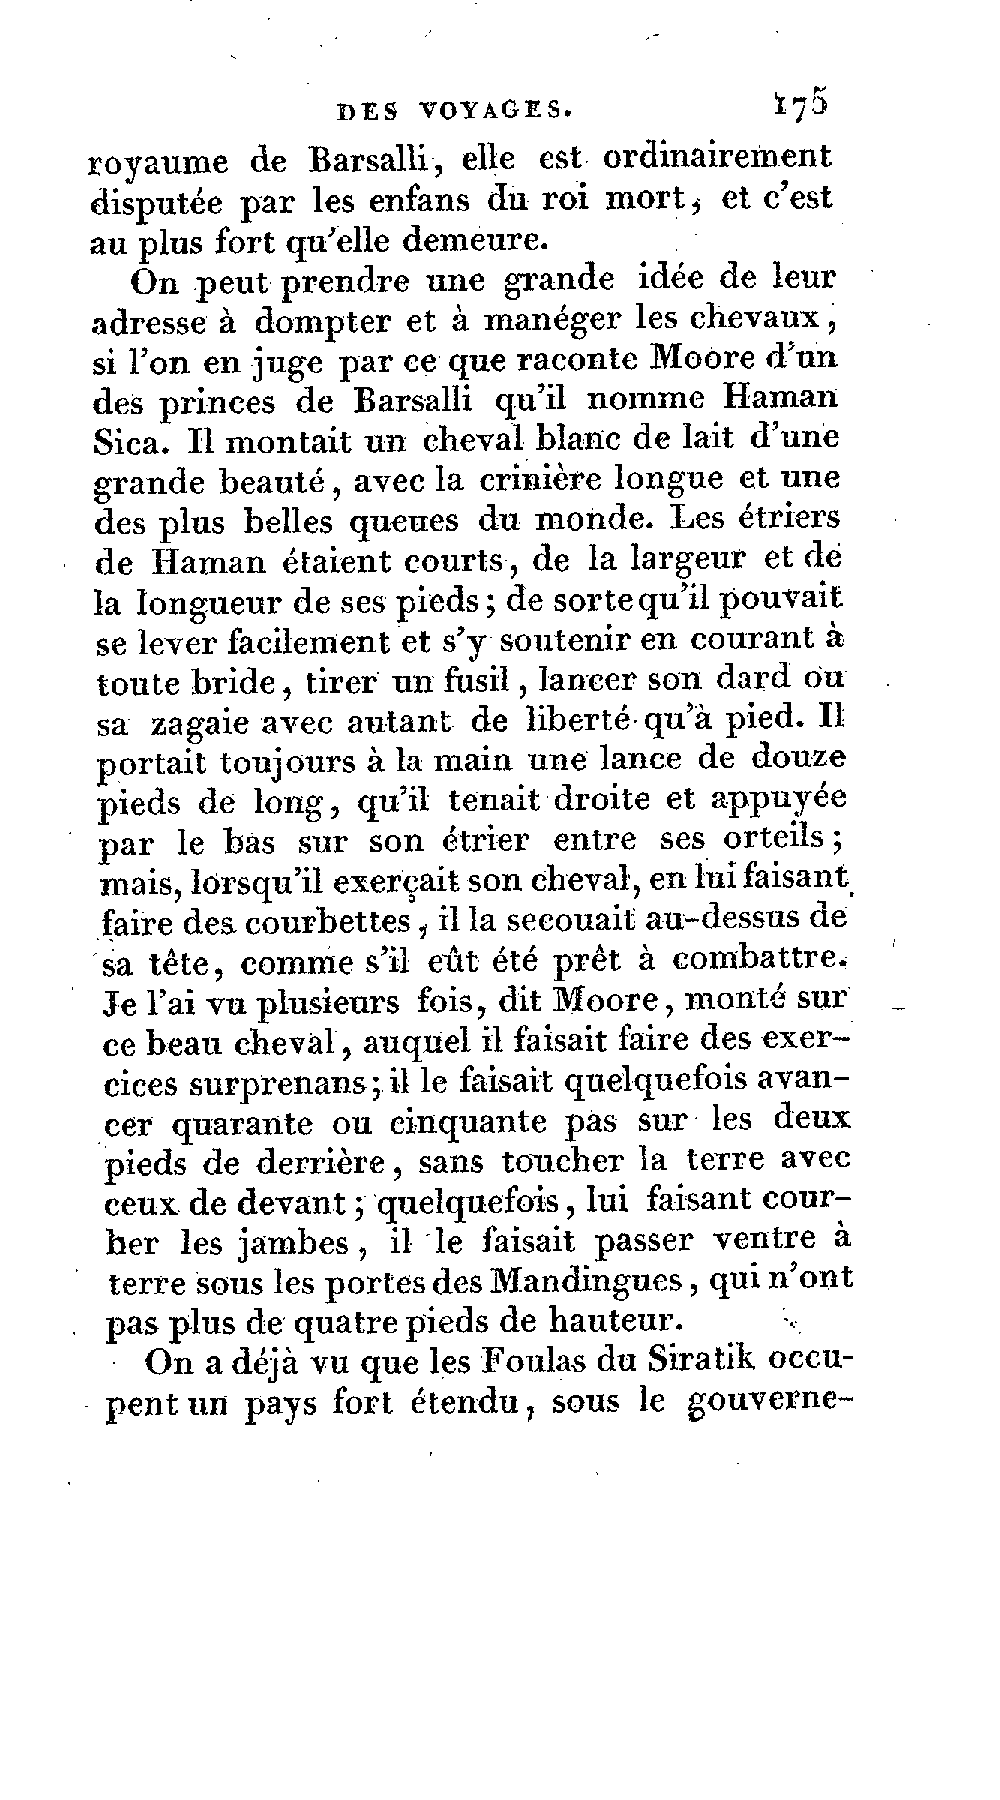 DES VOYAGES. 175
royaume de Barsalli, elle est ordinairement
disputée par les enfans du roi mort, et c'est
au plus fort qu'elle demeure.
On peut prendre une grande idée de leur
adresse à dompter et à manéger les chevaux,
si l'on en juge par ce que raconte Moore d'un
des princes de Barsalli qu'il nomme Haman
Sica. Il montait un cheval blanc de lait d'une
grande beauté, avec la crinière longue et une
des plus belles queues du monde. Les étriers
de Haman étaient courts, de la largeur et de
la longueur de ses pieds; de sorte qu'il pouvait
se lever facilement et s'y soutenir en courant à
toute bride, tirer un fusil, lancer son dard ou
sa zagaie avec autant de liberté qu'à pied. Il
portait toujours à la main une lance de douze
pieds de long, qu'il tenait droite et appuyée
par le bas sur son étrier entre ses orteils;
mais, lorsqu'il exerçait son cheval, en lui faisant
faire des courbettes, il la secouait au-dessus de
sa tête, comme s'il eût été prêt à combattre.
Je l'ai vu plusieurs fois, dit Moore, monté sur
ce beau cheval, auquel il faisait faire des exer-
cices surprenans; il le faisait quelquefois avan-
cer quarante ou cinquante pas sur les deux
pieds de derrière, sans toucher la terre avec
ceux de devant; quelquefois, lui faisant cour-
ber les jambes, il le faisait passer ventre à
terre sous les portes des Mandingues, qui n'ont
pas plus de quatre pieds de hauteur.
On a déjà vu que les Foulas du Siratik occu-
pent un pays fort étendu, sous le gouverne-